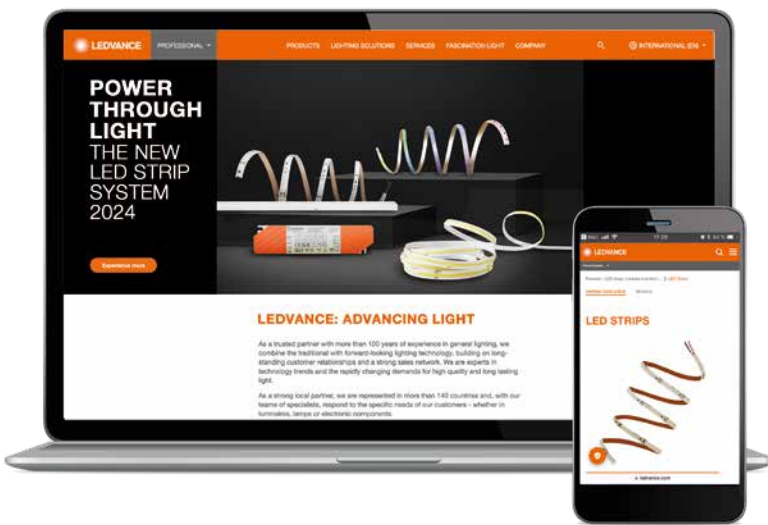 LEDVANCE
PROFESSIONAL
PRODUCTS LIGHTING SOLUTIONS SERVICES FASCINATION LIGHT COMPANY
INTERNATIONAL (EN)
POWER
THROUGH
LIGHT
THE NEW
LED STRIP
SYSTEM
2024
Experience more
LEDVANCE: ADVANCING LIGHT
As a trusted partner with more than 100 years of experience in general lighting, we
combine the traditional with forward-looking lighting technology, building on long-
standing customer relationships and a strong sales network. We are experts in
technology trends and the rapidly changing demands for high quality and long lasting
light.
As a strong local partner, we are represented in more than 140 countries and, with our
teams of specialists, respond to the specific needs of our customers - whether in
luminaires, lamps or electronic components.
LEDVANCE
LED STRIPS
ledvance.com